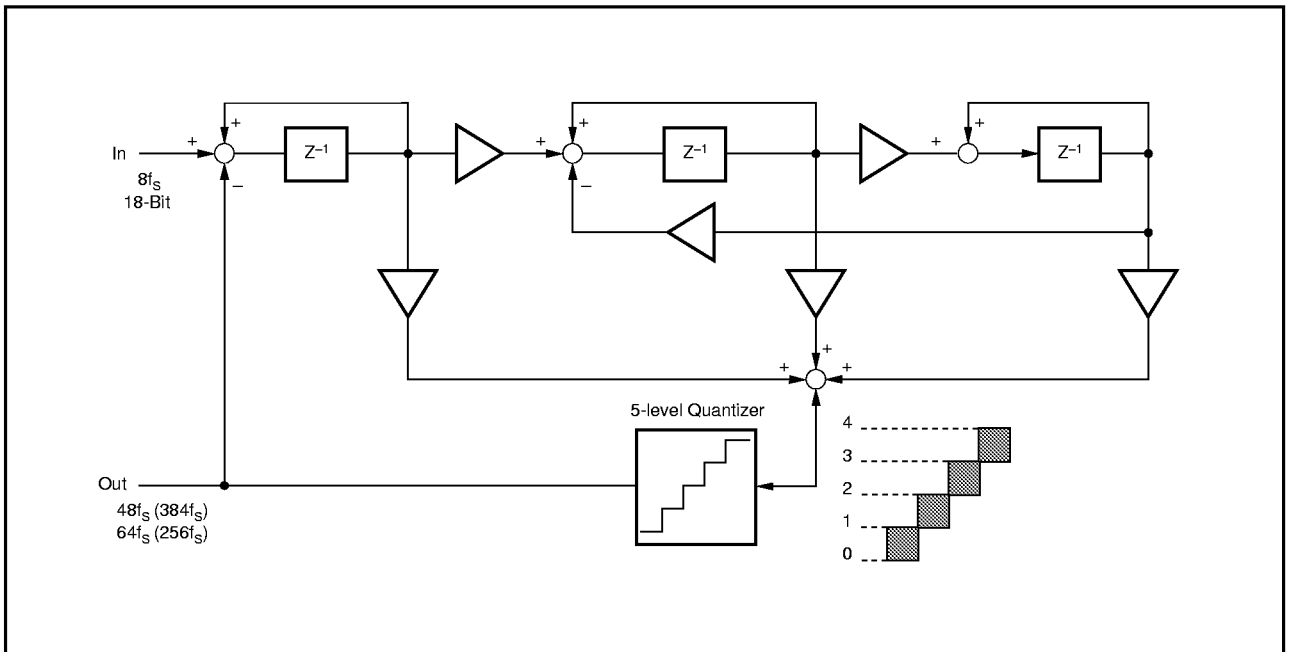 +
+
+
+
+
+
In
Z⁻¹
Z⁻¹
Z⁻¹
8fₛ
18-Bit
−
−
+
+
+
5-level Quantizer
4
3
2
1
0
Out
48fₛ (384fₛ)
64fₛ (256fₛ)